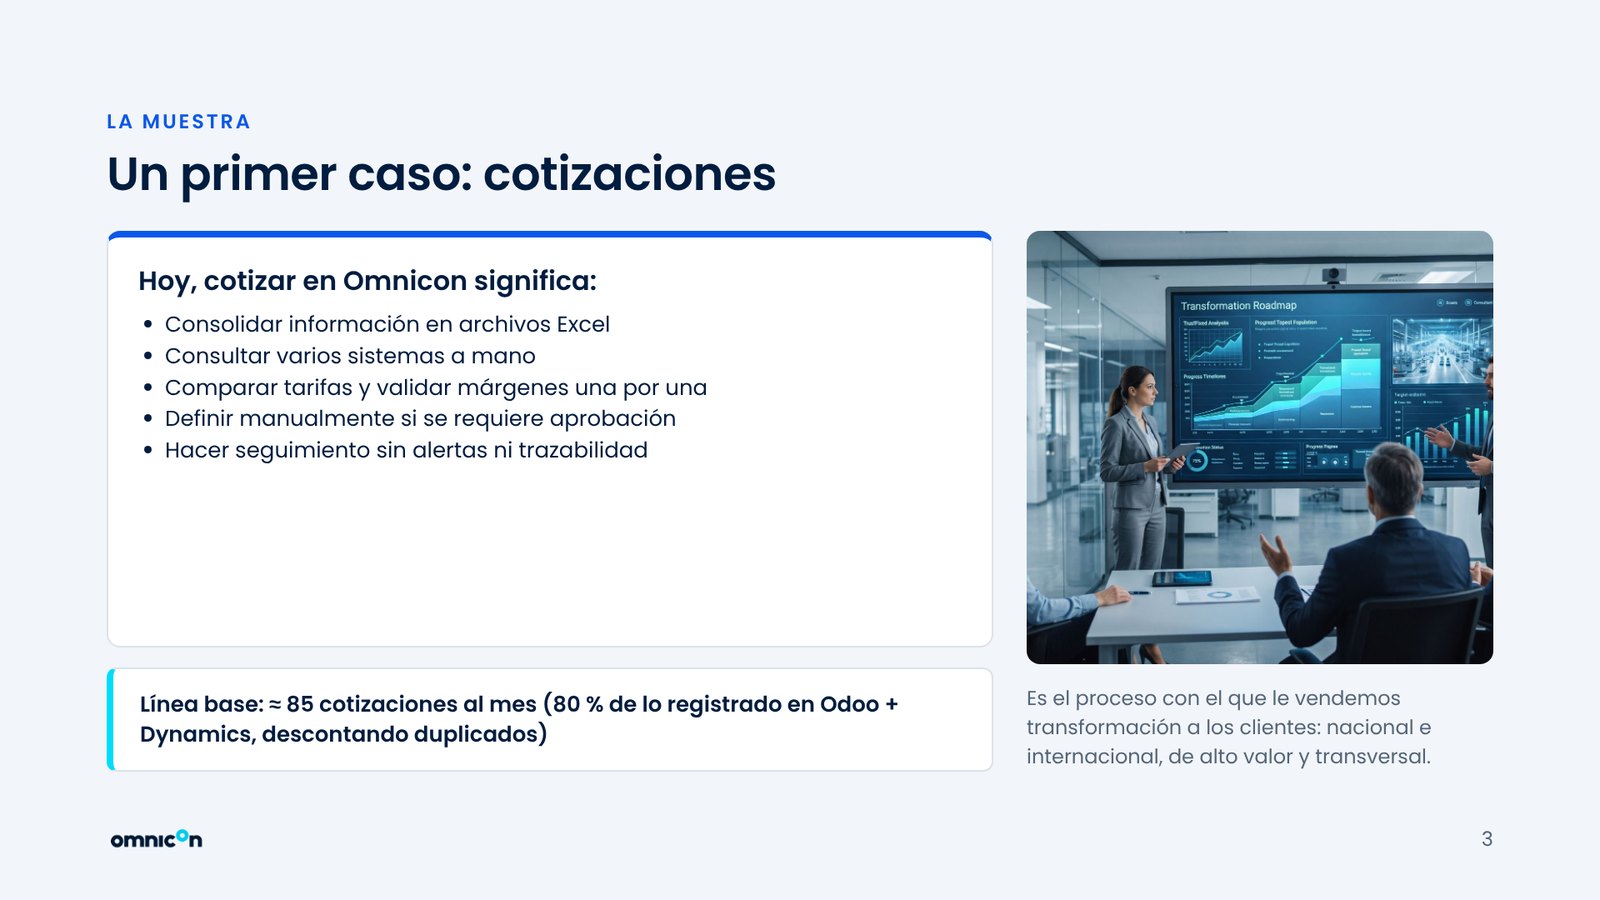 LA MUESTRA
Un primer caso: cotizaciones
Hoy, cotizar en Omnicon significa:
• Consolidar información en archivos Excel
• Consultar varios sistemas a mano
• Comparar tarifas y validar márgenes una por una
• Definir manualmente si se requiere aprobación
• Hacer seguimiento sin alertas ni trazabilidad
Línea base: ≈ 85 cotizaciones al mes (80 % de lo registrado en Odoo +
Dynamics, descontando duplicados)
Transformation Roadmap
Es el proceso con el que le vendemos
transformación a los clientes: nacional e
internacional, de alto valor y transversal.
omnicon
3